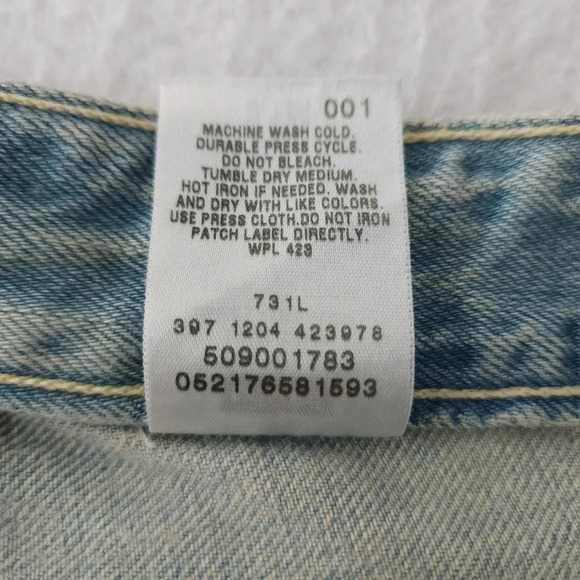 001
MACHINE WASH COLD.
DURABLE PRESS CYCLE.
DO NOT BLEACH.
TUMBLE DRY MEDIUM.
HOT IRON IF NEEDED. WASH
AND DRY WITH LIKE COLORS.
USE PRESS CLOTH.DO NOT IRON
PATCH LABEL DIRECTLY.
WPL 423
731L
397 1204 423978
509001783
052176581593